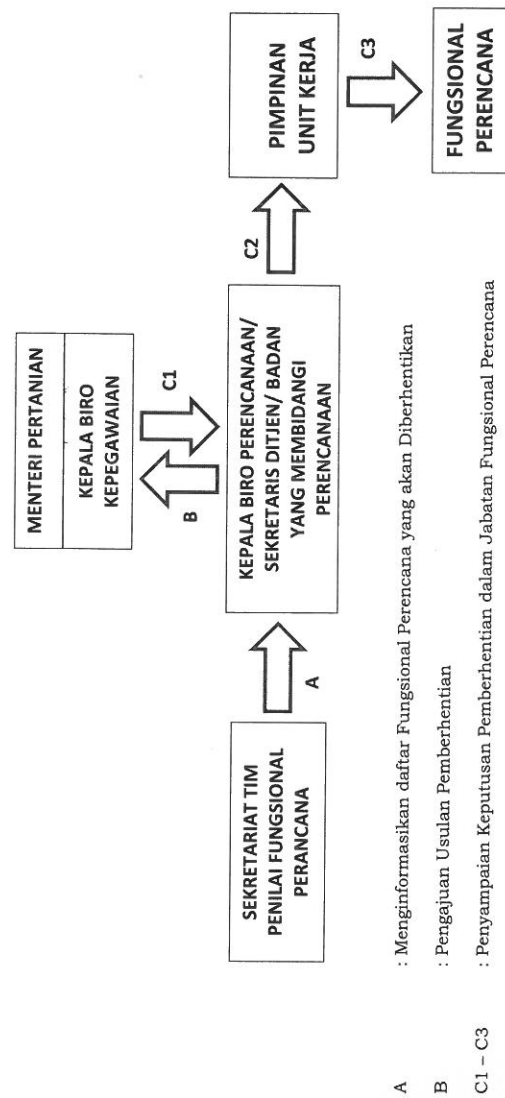 MENTERI PERTANIAN
KEPALA BIRO
KEPEGAWAIAN
B
C1
SEKRETARIAT TIM
PENILAI FUNGSIONAL
PERANCANA
A
KEPALA BIRO PERENCANAAN/
SEKRETARIS DITJEN/ BADAN
YANG MEMBIDANGI
PERENCANAAN
C2
PIMPINAN
UNIT KERJA
C3
FUNGSIONAL
PERENCANA
A : Menginformasikan daftar Fungsional Perencana yang akan Diberhentikan
B : Pengajuan Usulan Pemberhentian
C1 – C3 : Penyampaian Keputusan Pemberhentian dalam Jabatan Fungsional Perencana